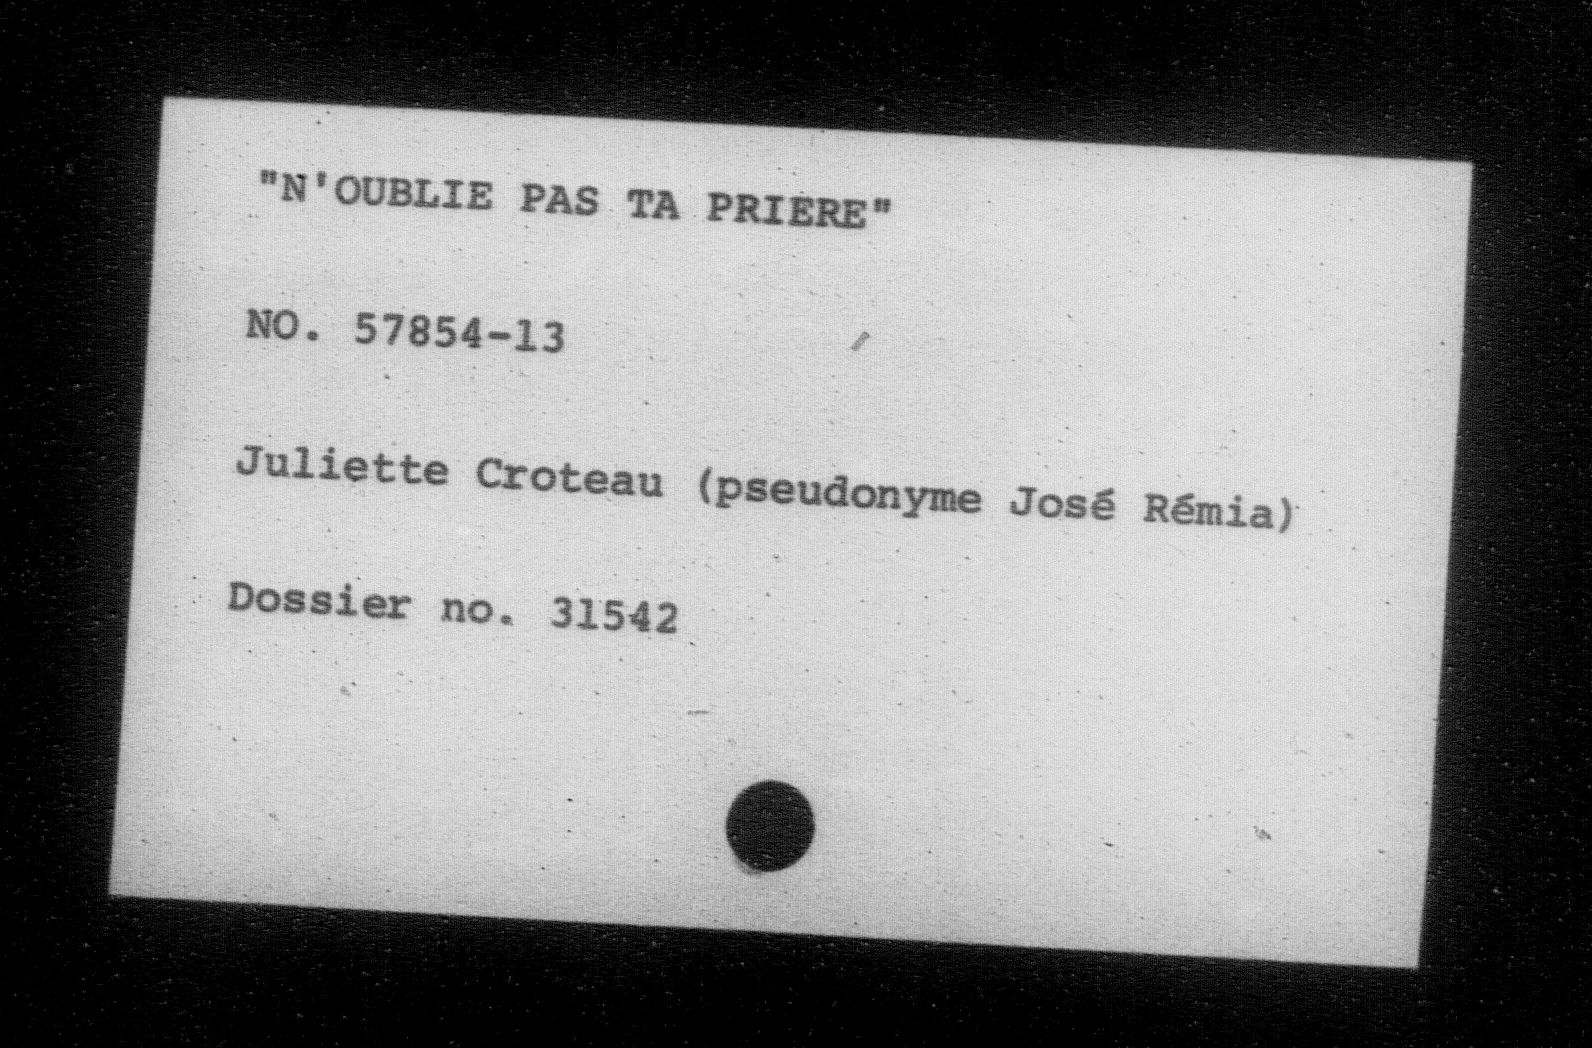 "N'OUBLIE PAS TA PRIERE"
NO. 57854-13
Juliette Croteau (pseudonyme José Rémia)
Dossier no. 31542